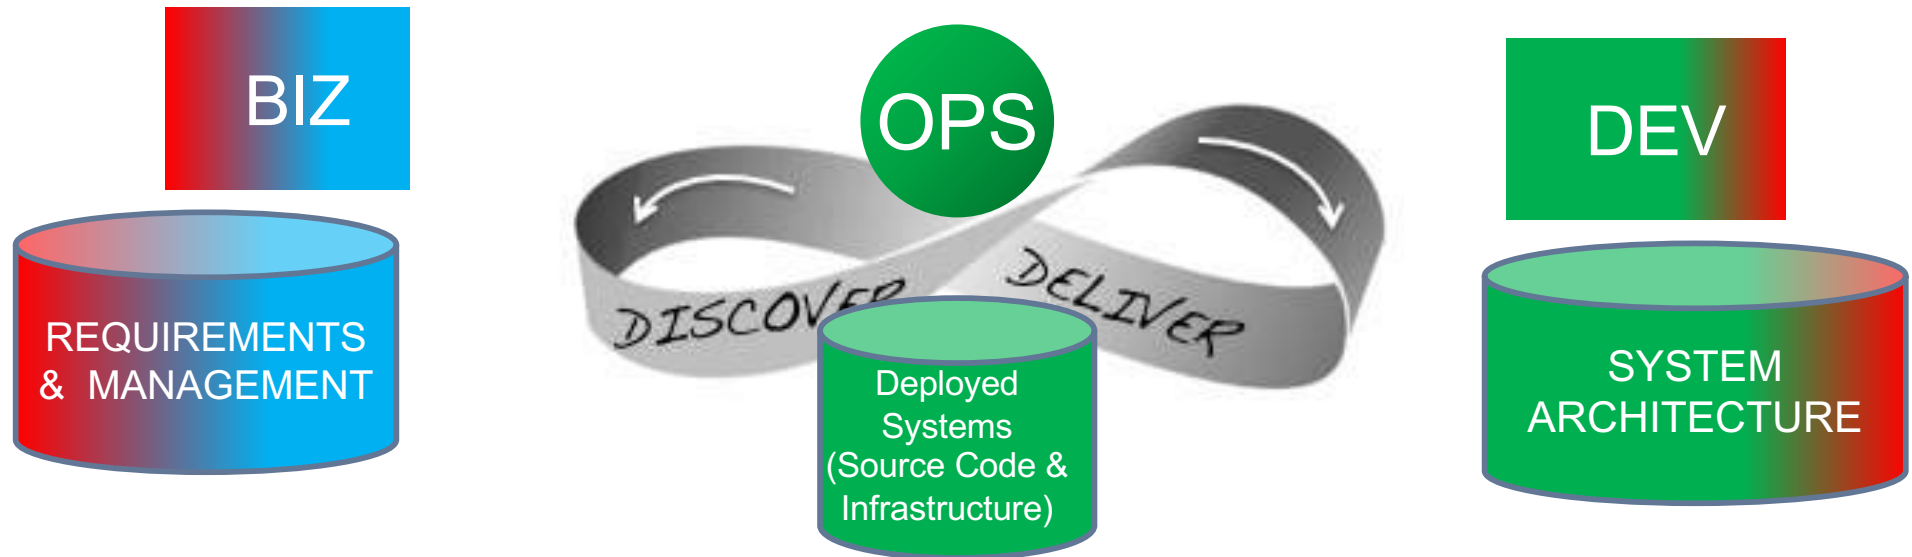 BIZ
OPS
DEV
DISCOVER
DELIVER
REQUIREMENTS
& MANAGEMENT
Deployed
Systems
(Source Code &
Infrastructure)
SYSTEM
ARCHITECTURE